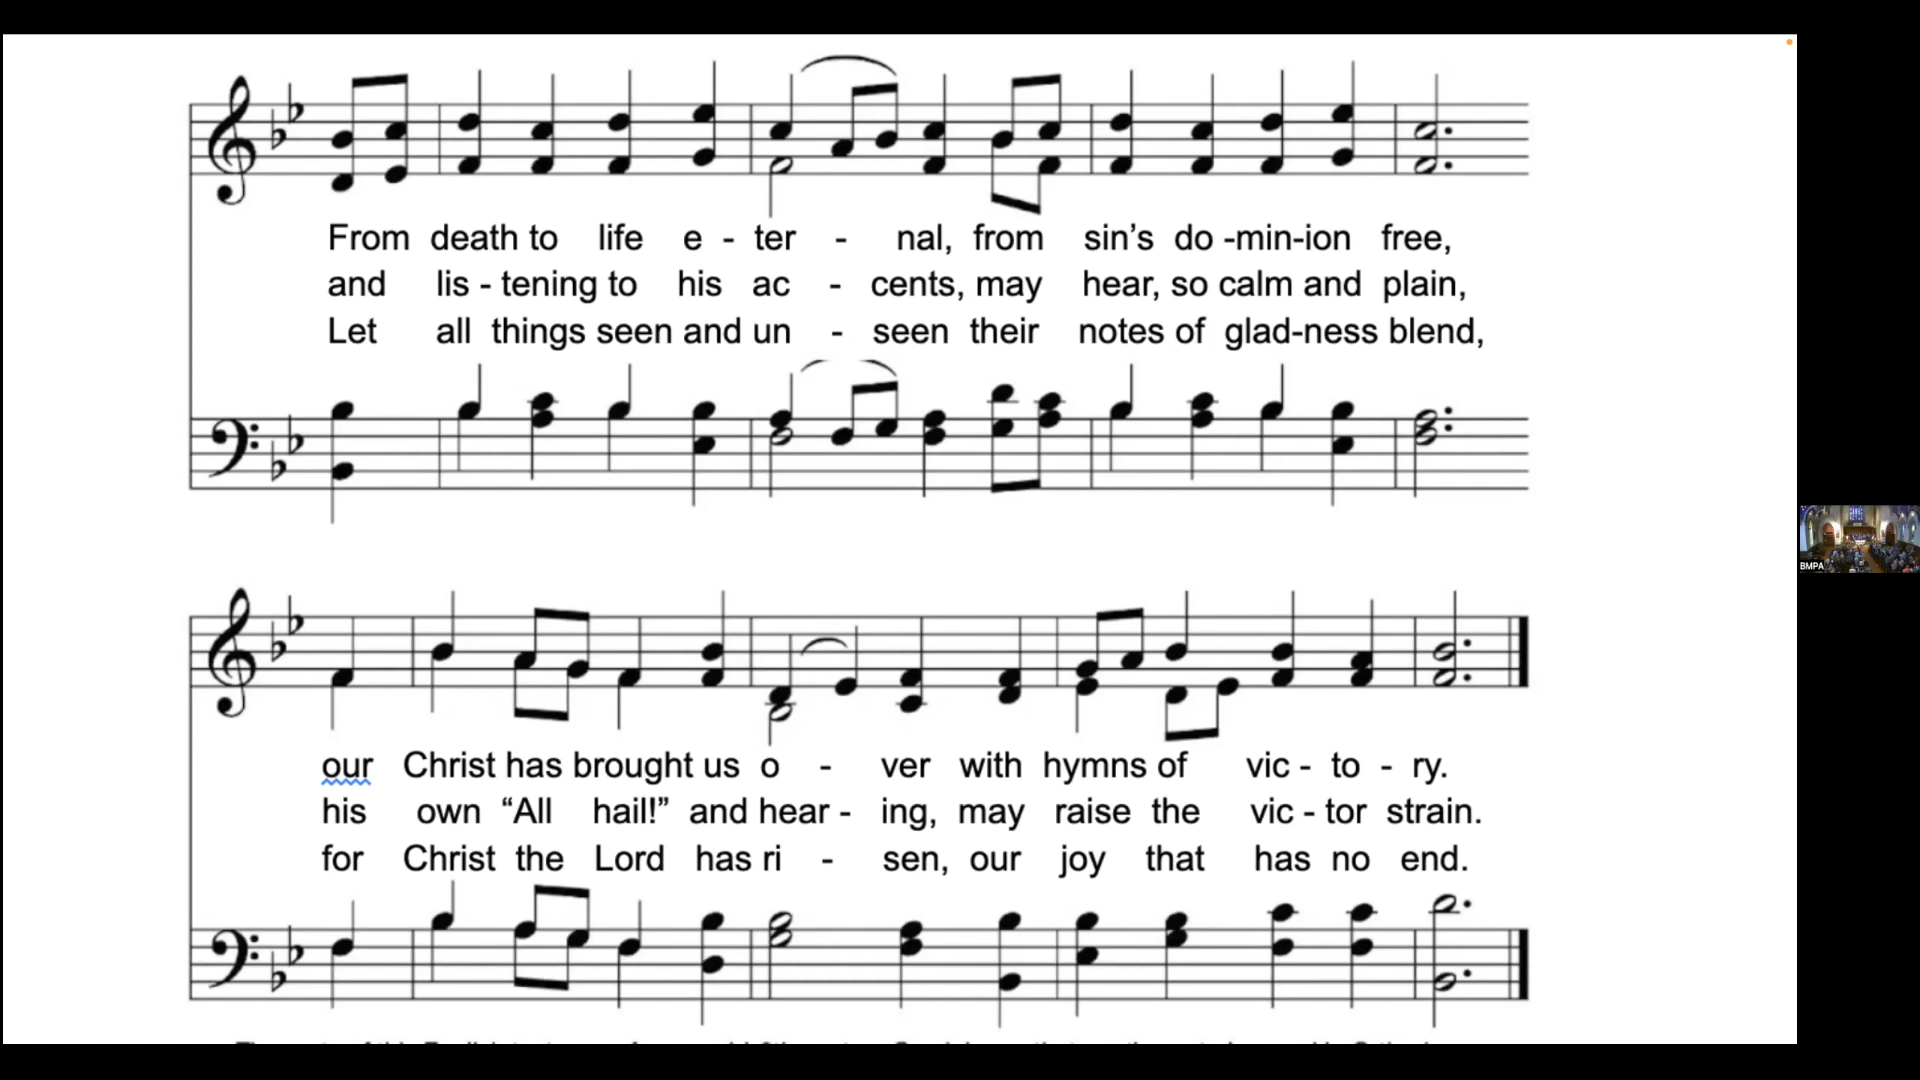 From death to life e - ter - nal, from sin’s do -min-ion free,
and lis - tening to his ac - cents, may hear, so calm and plain,
Let all things seen and un - seen their notes of glad-ness blend,
our Christ has brought us o - ver with hymns of vic - to - ry.
his own “All hail!” and hear - ing, may raise the vic - tor strain.
for Christ the Lord has ri - sen, our joy that has no end.
BMPA